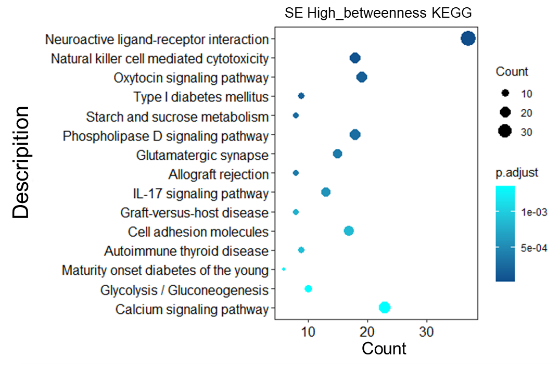 SE High_betweenness KEGG
Descripition
Neuroactive ligand-receptor interaction
Natural killer cell mediated cytotoxicity
Oxytocin signaling pathway
Type I diabetes mellitus
Starch and sucrose metabolism
Phospholipase D signaling pathway
Glutamatergic synapse
Allograft rejection
IL-17 signaling pathway
Graft-versus-host disease
Cell adhesion molecules
Autoimmune thyroid disease
Maturity onset diabetes of the young
Glycolysis / Gluconeogenesis
Calcium signaling pathway
10 20 30
Count
Count
10
20
30
p.adjust
1e-03
5e-04